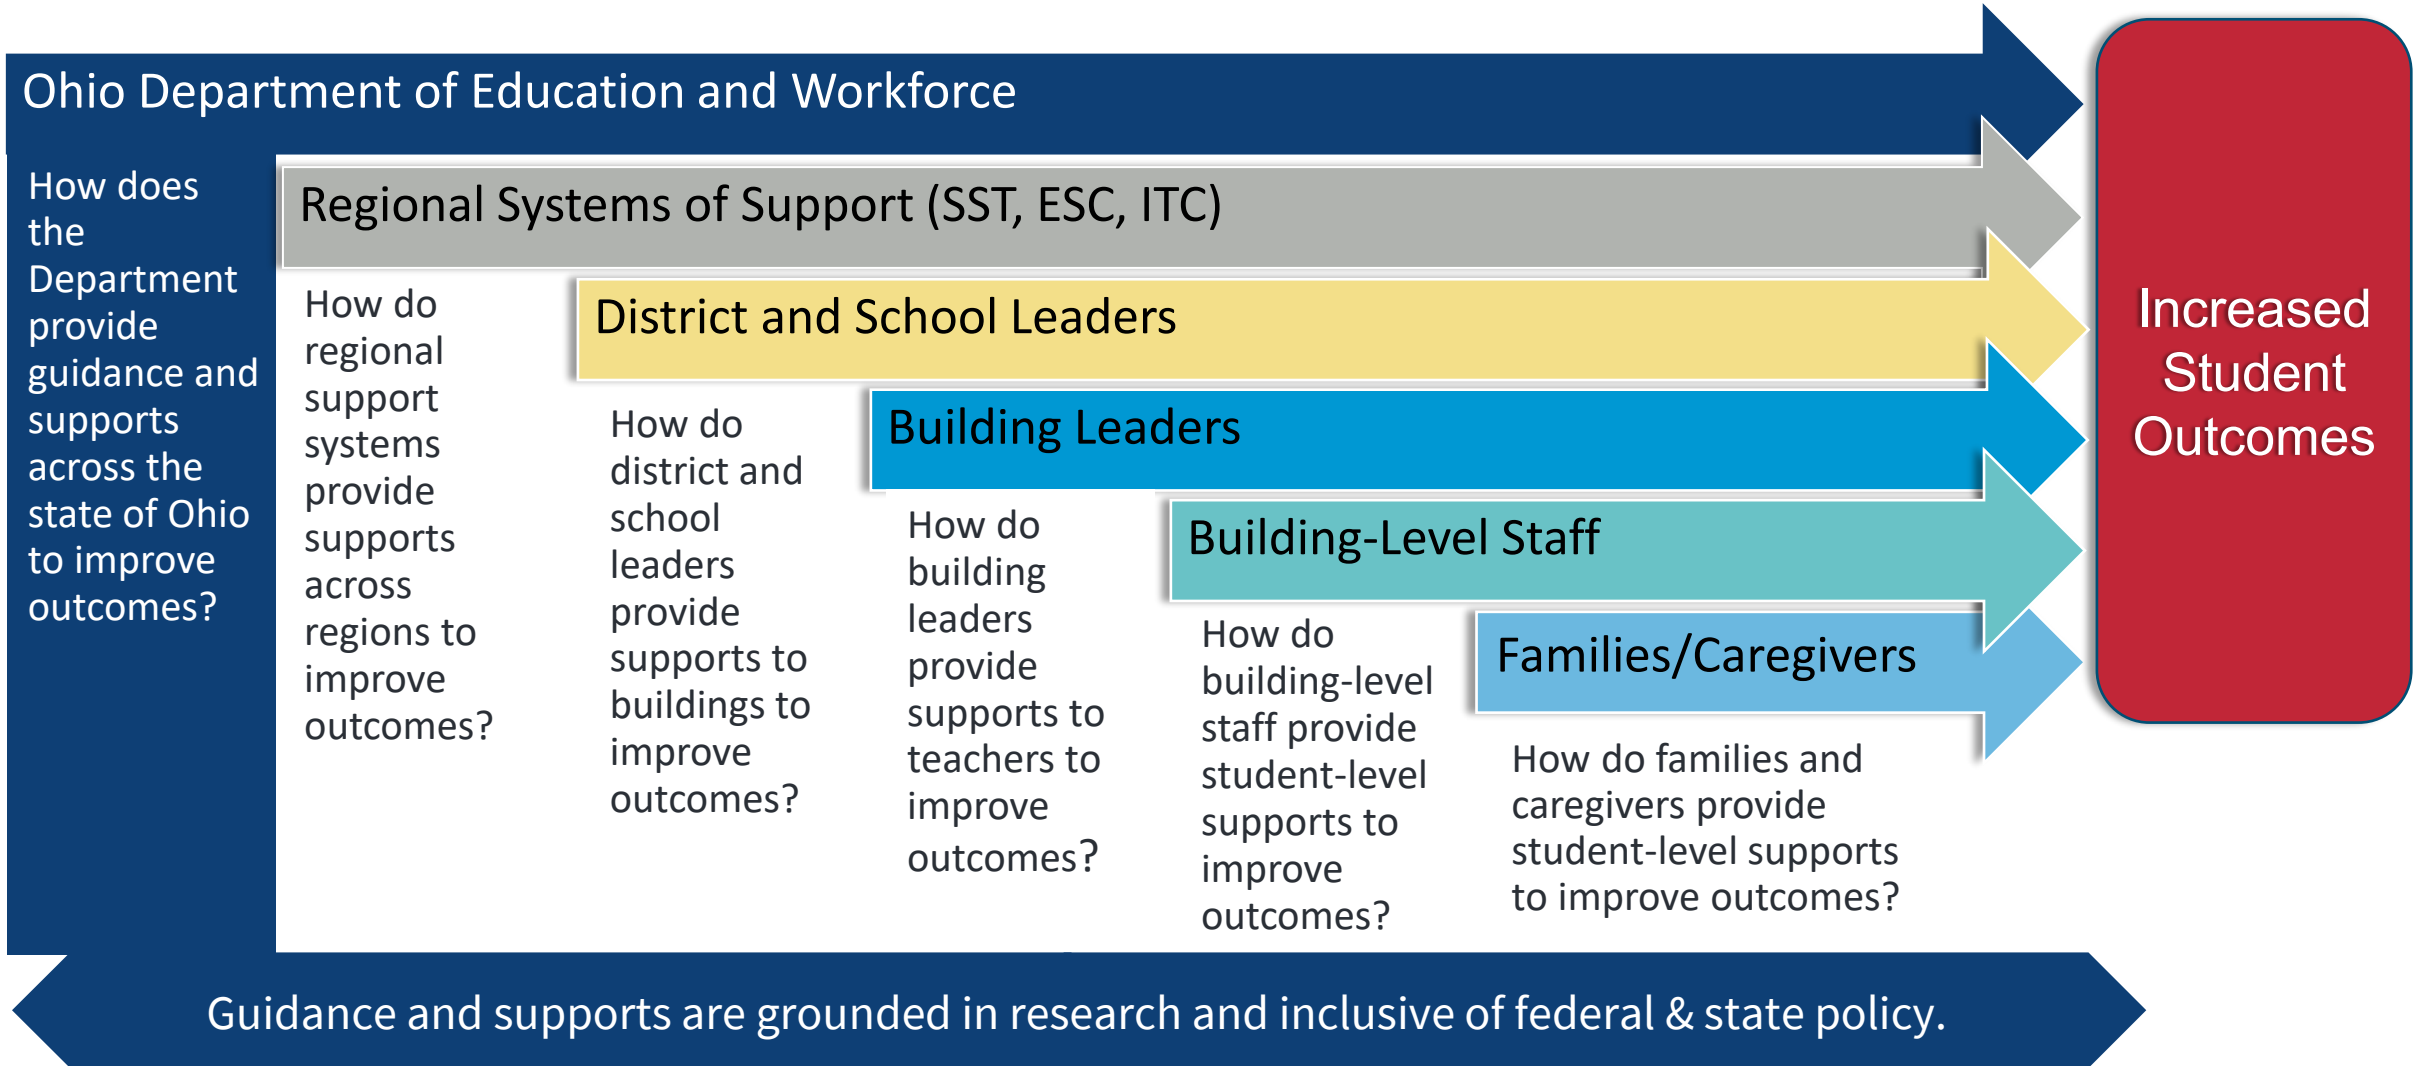 Ohio Department of Education and Workforce
How does
the
Department
provide
guidance and
supports
across the
state of Ohio
to improve
outcomes?
Regional Systems of Support (SST, ESC, ITC)
How do
regional
support
systems
provide
supports
across
regions to
improve
outcomes?
District and School Leaders
How do
district and
school
leaders
provide
supports to
buildings to
improve
outcomes?
Building Leaders
How do
building
leaders
provide
supports to
teachers to
improve
outcomes?
Building-Level Staff
How do
building-level
staff provide
student-level
supports to
improve
outcomes?
Families/Caregivers
How do families and
caregivers provide
student-level supports
to improve outcomes?
Increased
Student
Outcomes
Guidance and supports are grounded in research and inclusive of federal & state policy.